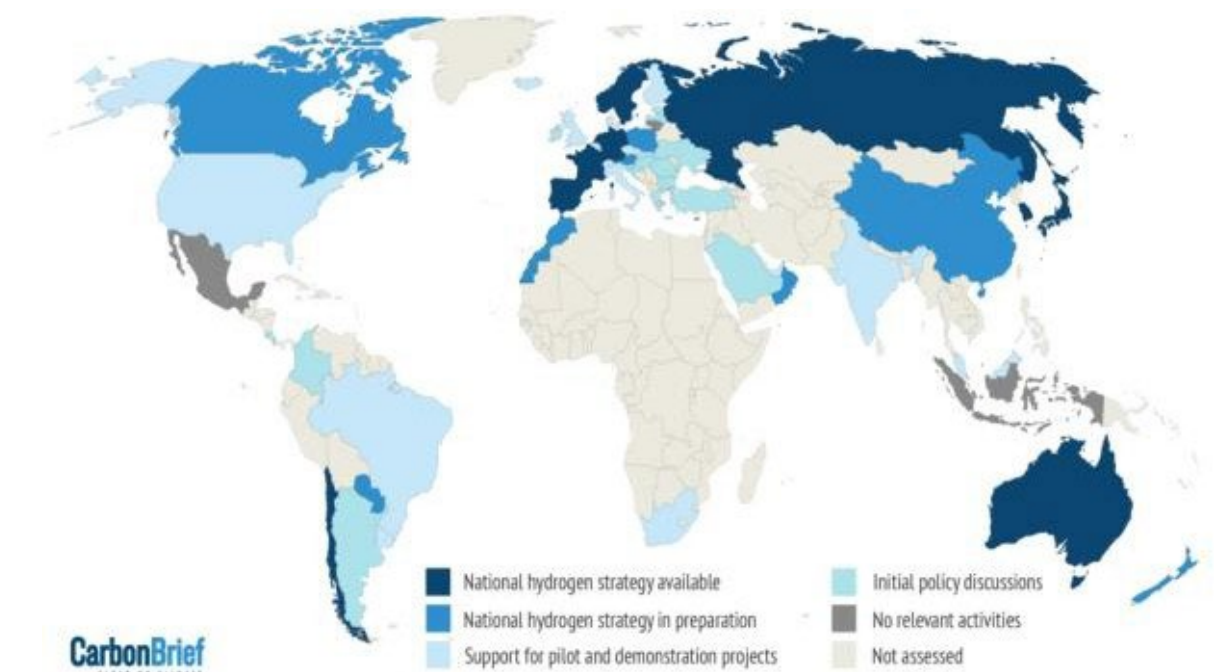 National hydrogen strategy available
National hydrogen strategy in preparation
Support for pilot and demonstration projects
Initial policy discussions
No relevant activities
Not assessed
CarbonBrief